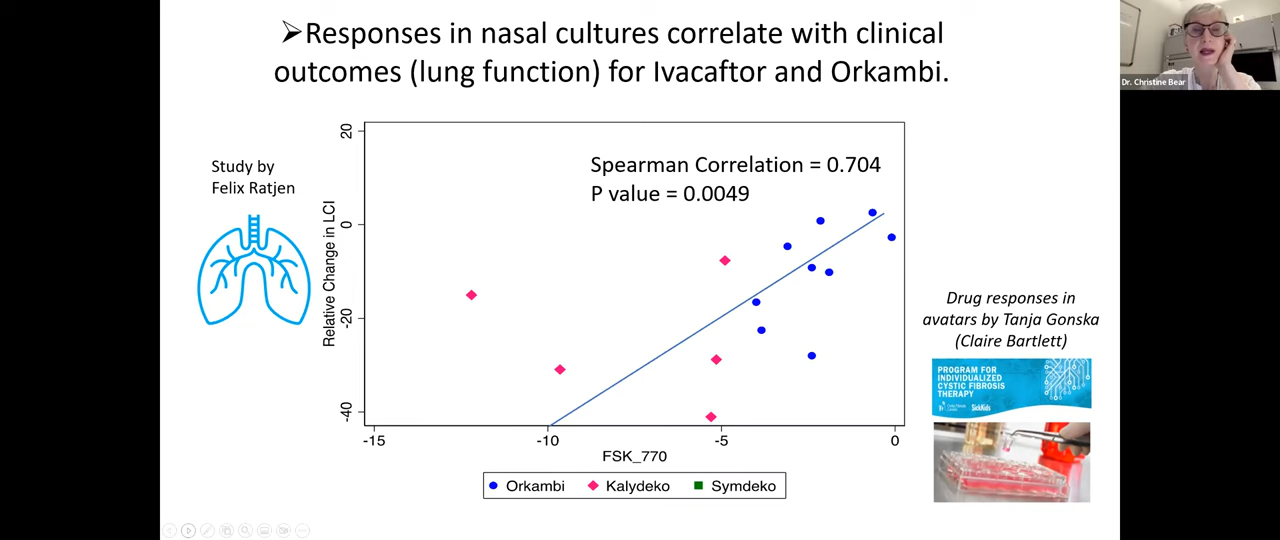 ➢Responses in nasal cultures correlate with clinical
outcomes (lung function) for Ivacaftor and Orkambi.
Dr. Christine Bear
Study by
Felix Ratjen
Spearman Correlation = 0.704
P value = 0.0049
Relative Change in LCI
20
0
-20
-40
-15
-10
-5
0
FSK_770
Orkambi
Kalydeko
Symdeko
Drug responses in
avatars by Tanja Gonska
(Claire Bartlett)
PROGRAM FOR
INDIVIDUALIZED
CYSTIC FIBROSIS
THERAPY
SickKids